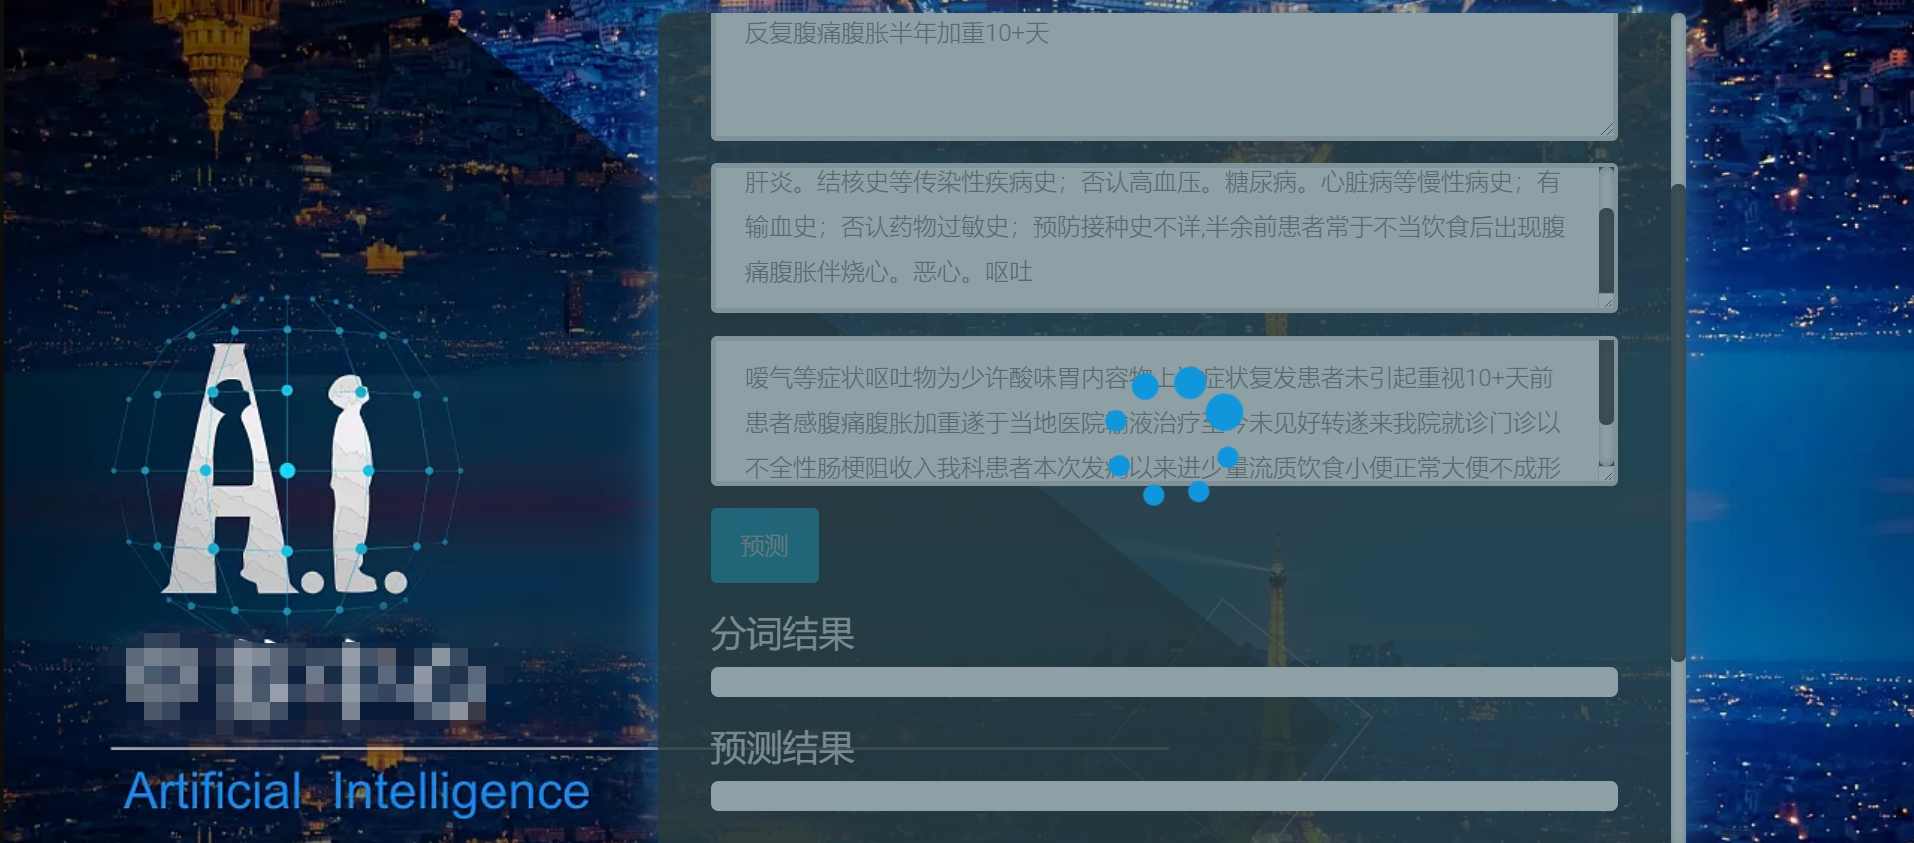 反复腹痛腹胀半年加重10+天
肝炎。结核史等传染性疾病史；否认高血压。糖尿病。心脏病等慢性病史；有
输血史；否认药物过敏史；预防接种史不详,半余前患者常于不当饮食后出现腹
痛腹胀伴烧心。恶心。呕吐
嗳气等症状呕吐物为少许酸味胃内容物上述症状复发患者未引起重视10+天前
患者感腹痛腹胀加重遂于当地医院输液治疗至今未见好转遂来我院就诊门诊以
不全性肠梗阻收入我科患者本次发病以来进少量流质饮食小便正常大便不成形
预测
分词结果
预测结果
A.I.
Artificial Intelligence